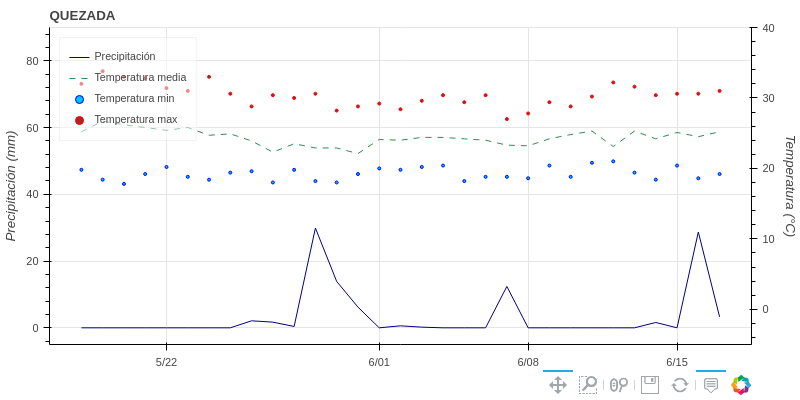 QUEZADA
Precipitación
Temperatura media
Temperatura min
Temperatura max
80
60
40
20
0
40
30
20
10
0
5/22
6/01
6/08
6/15
Precipitación (mm)
Temperatura (°C)